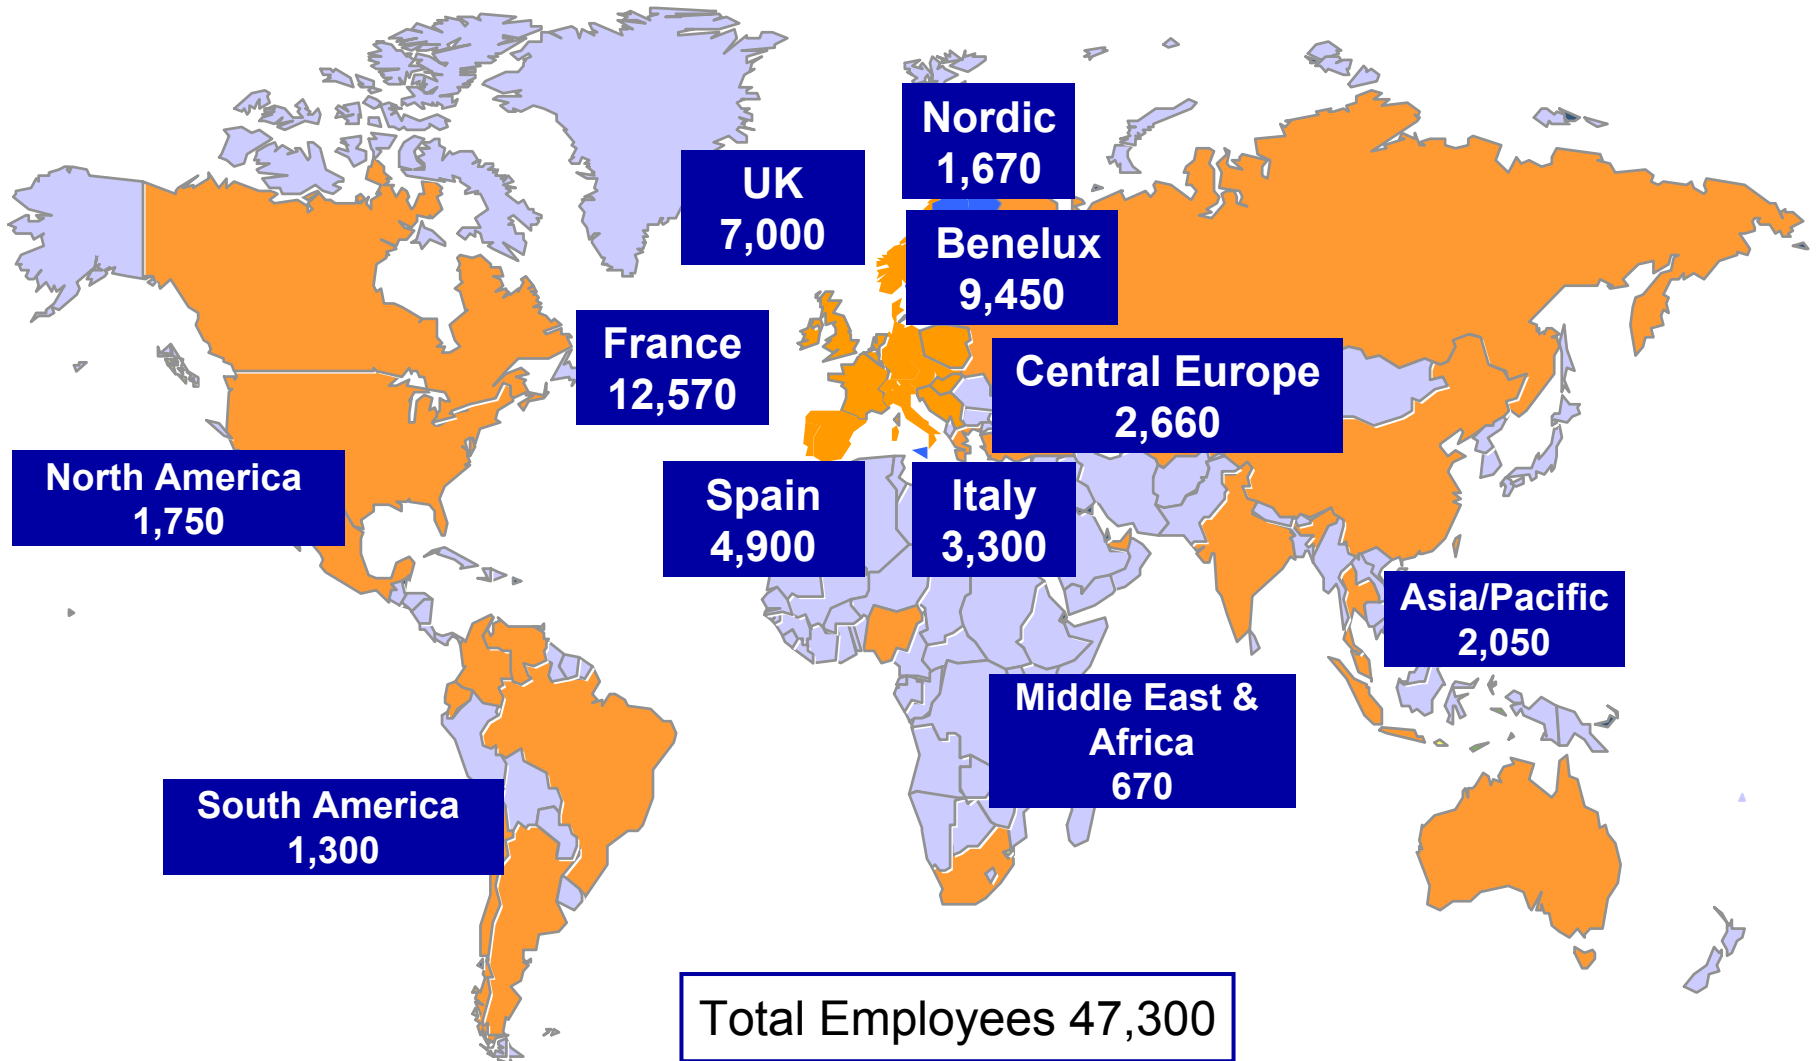 Nordic
1,670
UK
7,000
Benelux
9,450
France
12,570
Central Europe
2,660
North America
1,750
Spain
4,900
Italy
3,300
Asia/Pacific
2,050
Middle East &
Africa
670
South America
1,300
Total Employees 47,300